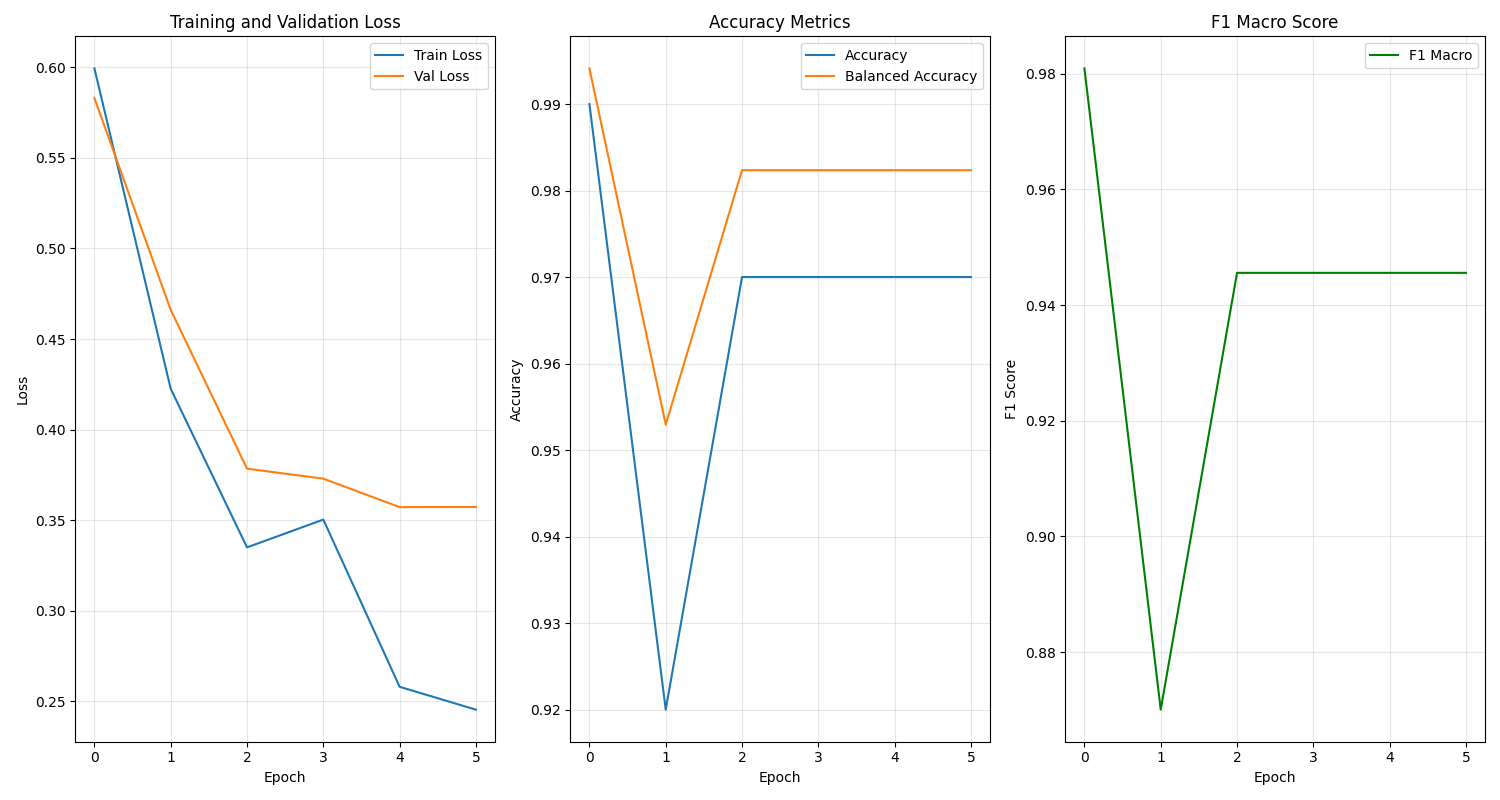 Training and Validation Loss
Train Loss
Val Loss
0.60
0.55
0.50
0.45
0.40
0.35
0.30
0.25
Loss
0 1 2 3 4 5
Epoch
Accuracy Metrics
Accuracy
Balanced Accuracy
0.99
0.98
0.97
0.96
0.95
0.94
0.93
0.92
Accuracy
0 1 2 3 4 5
Epoch
F1 Macro Score
F1 Macro
0.98
0.96
0.94
0.92
0.90
0.88
F1 Score
0 1 2 3 4 5
Epoch